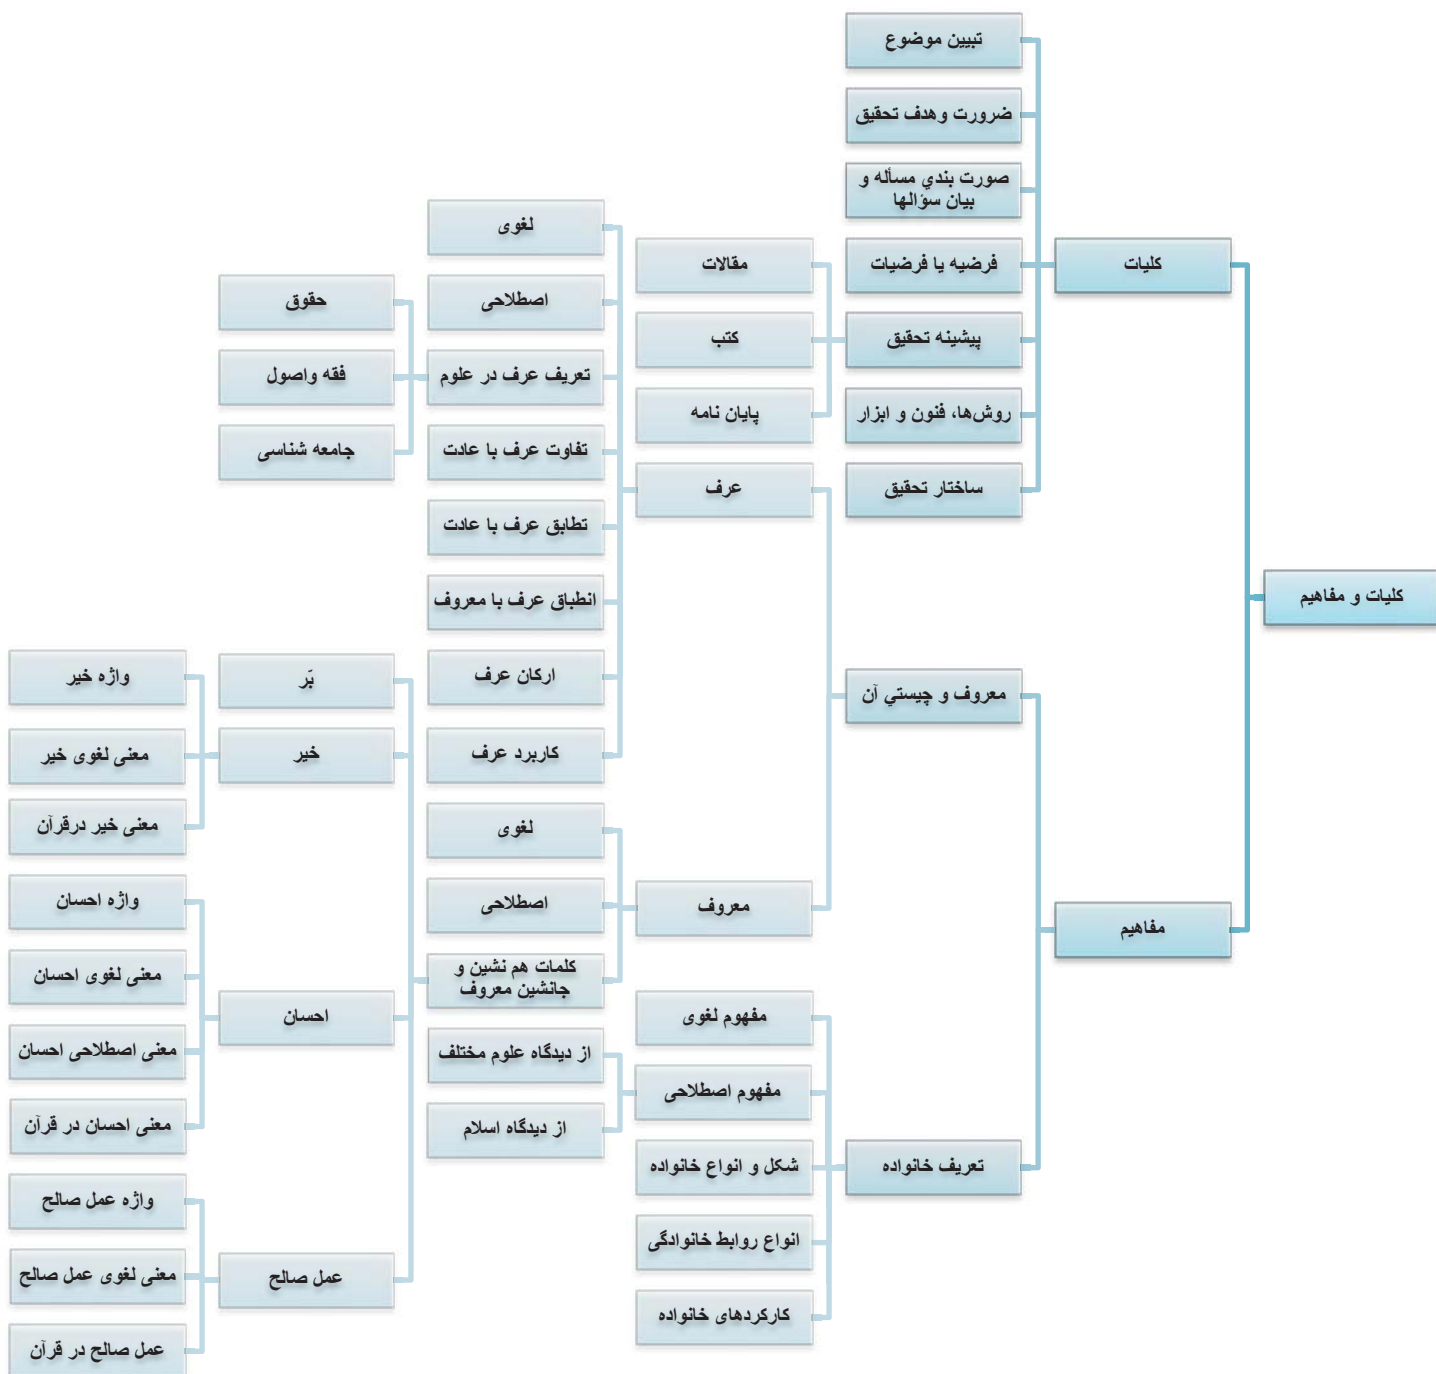 کلیات و مفاهیم
کلیات
تبیین موضوع
ضرورت وهدف تحقیق
صورت بندي مسأله و
بیان سؤالها
فرضیه یا فرضیات
پیشینه تحقیق
مقالات
کتب
پایان نامه
روش‌ها، فنون و ابزار
ساختار تحقیق
مفاهیم
معروف و چیستي آن
عرف
لغوی
اصطلاحی
تعریف عرف در علوم
حقوق
فقه واصول
جامعه شناسی
تفاوت عرف با عادت
تطابق عرف با عادت
انطباق عرف با معروف
ارکان عرف
کاربرد عرف
معروف
لغوی
اصطلاحی
کلمات هم نشین و
جانشین معروف
بّر
خیر
واژه خیر
معنی لغوی خیر
معنی خیر درقرآن
احسان
واژه احسان
معنی لغوی احسان
معنی اصطلاحی احسان
معنی احسان در قرآن
عمل صالح
واژه عمل صالح
معنی لغوی عمل صالح
عمل صالح در قرآن
تعریف خانواده
مفهوم لغوی
مفهوم اصطلاحی
از دیدگاه علوم مختلف
از دیدگاه اسلام
شکل و انواع خانواده
انواع روابط خانوادگی
کارکردهای خانواده